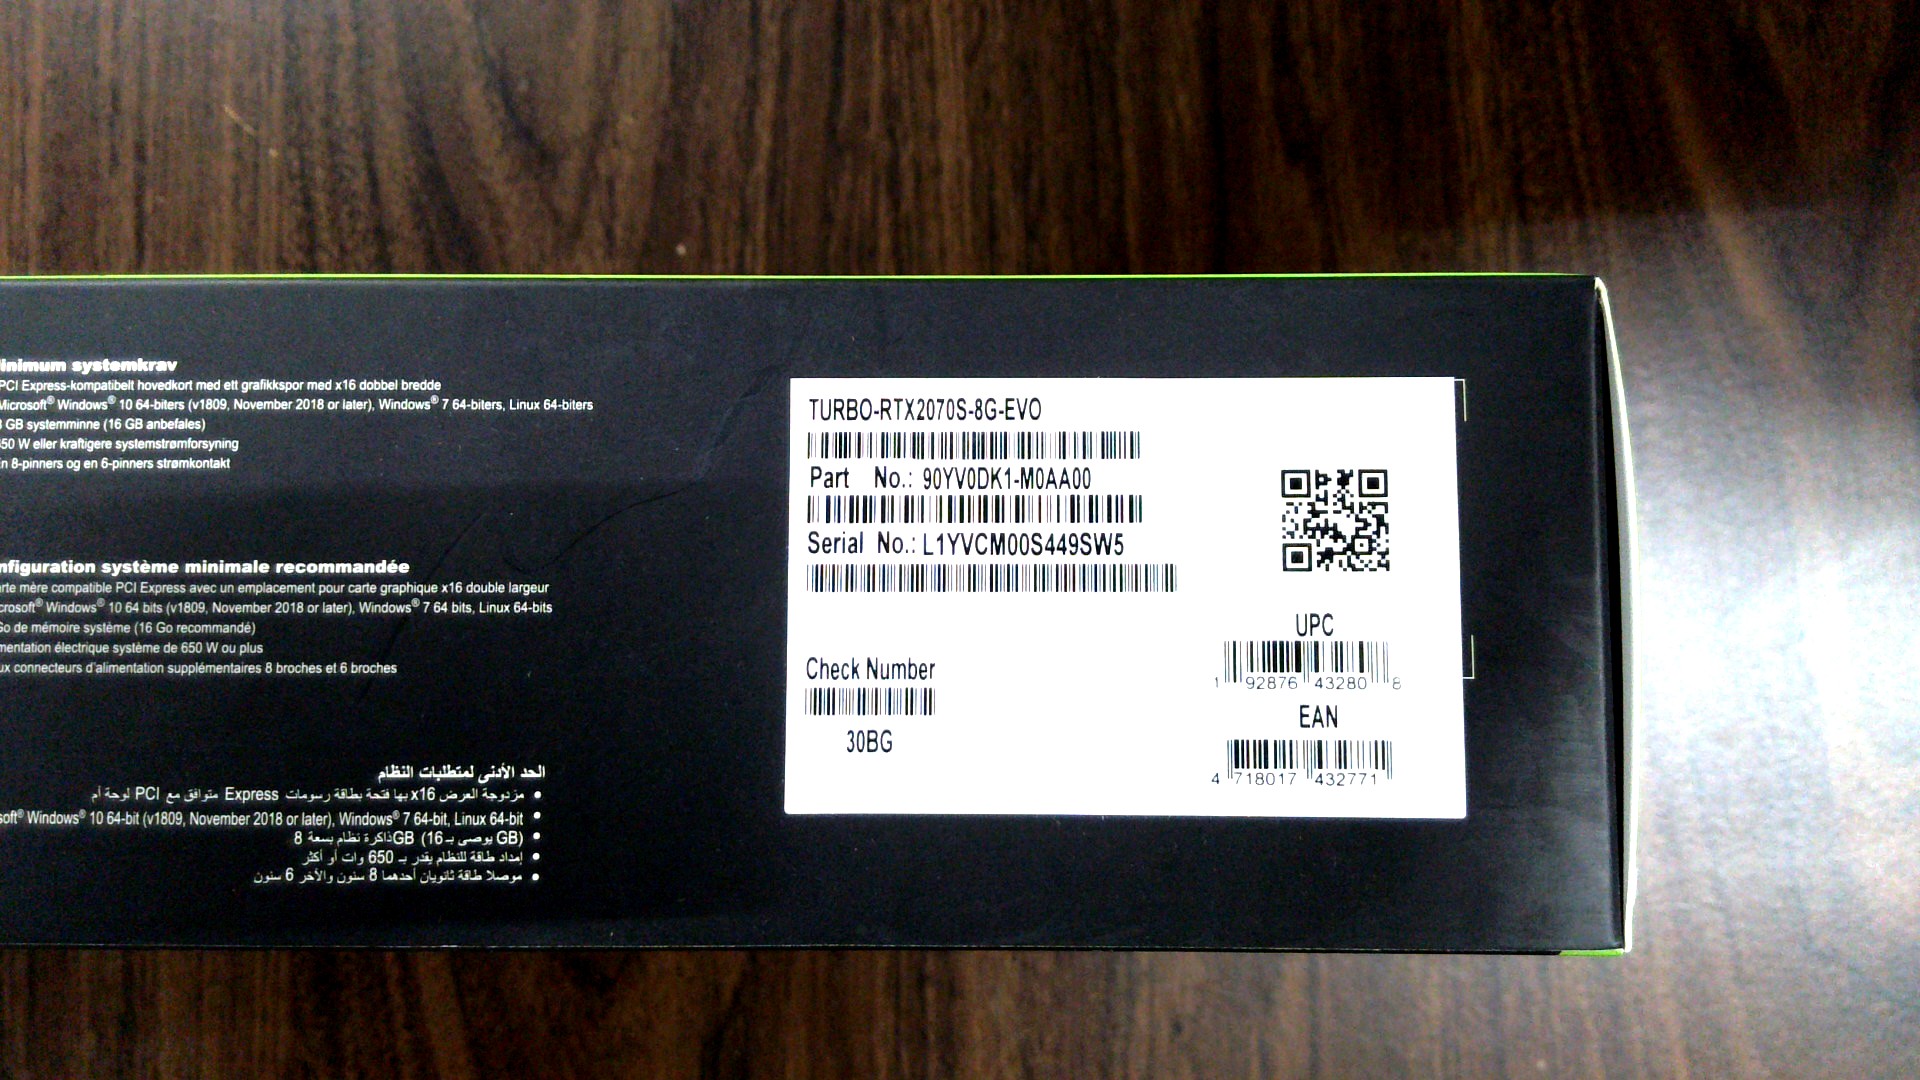 systemkrav
PCI Express-kompatibelt hovedkort med ett grafikkspor med x16 dobbel bredde
Microsoft® Windows® 10 64-biters (v1809, November 2018 or later), Windows® 7 64-biters, Linux 64-biters
GB systemminne (16 GB anbefales)
W eller kraftigere systemstrømforsyning
8-pinners og en 6-pinners strømkontakt
nfiguration système minimale recommandée
rte mère compatible PCI Express avec un emplacement pour carte graphique x16 double largeur
crosoft® Windows® 10 64 bits (v1809, November 2018 or later), Windows® 7 64 bits, Linux 64-bits
Go de mémoire système (16 Go recommandé)
mentation électrique système de 650 W ou plus
ux connecteurs d'alimentation supplémentaires 8 broches et 6 broches
الحد الأدنى لمتطلبات النظام
• لوحة أم PCI متوافق مع Express بها فتحة بطاقة رسومات x16 مزدوجة العرض
• soft® Windows® 10 64-bit (v1809, November 2018 or later), Windows® 7 64-bit, Linux 64-bit
• ذاكرة نظام بسعة 8 GB (يوصى بـ 16 GB)
• إمداد طاقة للنظام يقدر بـ 650 وات أو أكثر
• موصلا طاقة ثانويان أحدهما 8 سنون والآخر 6 سنون
TURBO-RTX2070S-8G-EVO
Part No.: 90YV0DK1-M0AA00
Serial No.: L1YVCM00S449SW5
Check Number
30BG
UPC
1 92876 43280 8
EAN
4 718017 432771